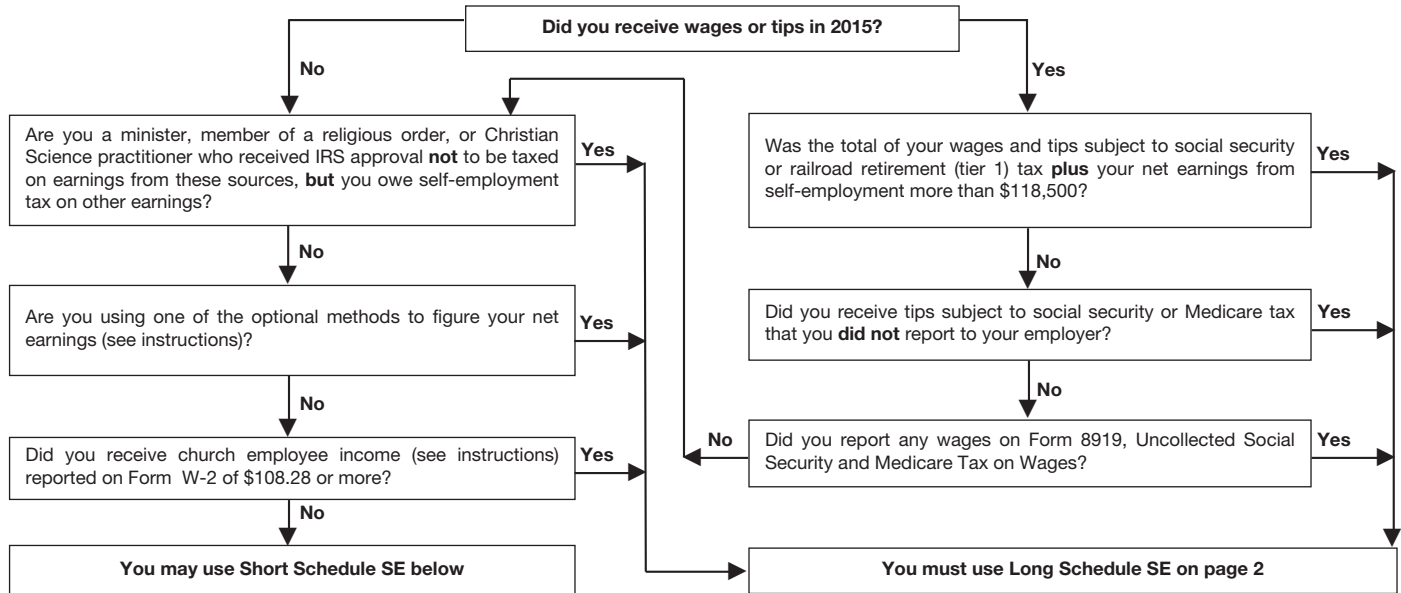 Did you receive wages or tips in 2015?
No
Yes
Are you a minister, member of a religious order, or Christian
Science practitioner who received IRS approval not to be taxed
on earnings from these sources, but you owe self-employment
tax on other earnings?
Yes
Was the total of your wages and tips subject to social security
or railroad retirement (tier 1) tax plus your net earnings from
self-employment more than $118,500?
Yes
No
No
Are you using one of the optional methods to figure your net
earnings (see instructions)?
Yes
Did you receive tips subject to social security or Medicare tax
that you did not report to your employer?
Yes
No
No
Did you receive church employee income (see instructions)
reported on Form W-2 of $108.28 or more?
Yes
No
Did you report any wages on Form 8919, Uncollected Social
Security and Medicare Tax on Wages?
Yes
No
You may use Short Schedule SE below
You must use Long Schedule SE on page 2